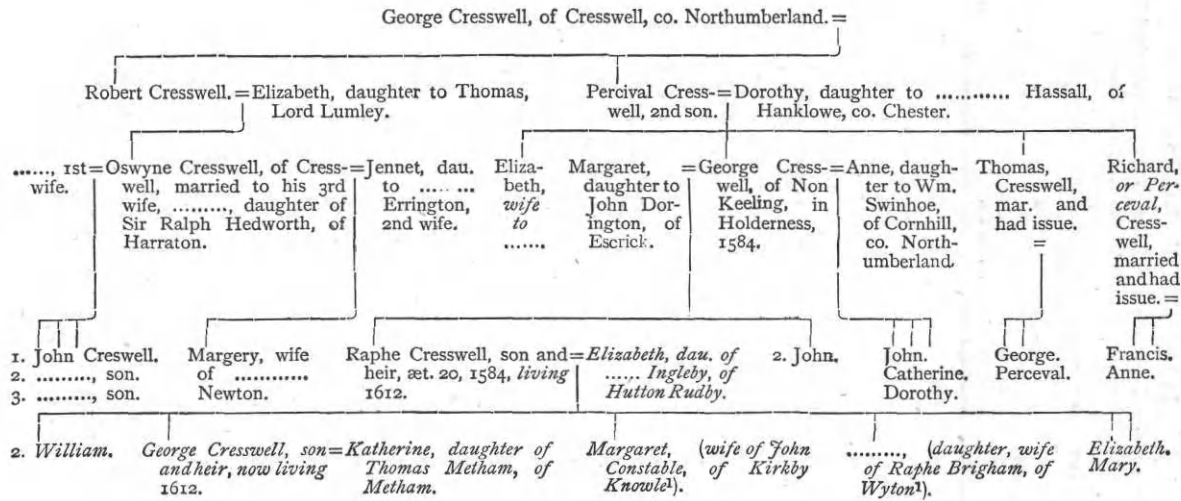 George Cresswell, of Cresswell, co. Northumberland. =
Robert Cresswell. = Elizabeth, daughter to Thomas,
Lord Lumley.
Percival Cress- = Dorothy, daughter to ............ Hassall, of
well, 2nd son. Hanklowe, co. Chester.
......, 1st =
wife.
Oswyne Cresswell, of Cress- =
well, married to his 3rd
wife, ........., daughter of
Sir Ralph Hedworth, of
Harraton.
Jennet, dau.
to ...... ...
Errington,
2nd wife.
Eliza-
beth,
wife
to
.......
Margaret,
daughter to
John Dor-
ington, of
Escrick.
= George Cress- =
well, of Non
Keeling, in
Holderness,
1584.
Anne, daugh-
ter to Wm.
Swinhoe,
of Cornhill,
co. North-
umberland
Thomas,
Cresswell,
mar. and
had issue.
=
Richard,
or Per-
ceval,
Cress-
well,
married
and had
issue. =
1. John Creswell.
2. ........., son.
3. ........., son.
Margery, wife
of ............
Newton.
Raphe Cresswell, son and =
heir, æt. 20, 1584, living
1612.
Elizabeth, dau. of
...... Ingleby, of
Hutton Rudby.
2. John.
John.
Catherine.
Dorothy.
George.
Perceval.
Francis.
Anne.
2. William.
George Cresswell, son =
and heir, now living
1612.
Katherine, daughter of
Thomas Metham, of
Metham.
Margaret, (wife of John
Constable, of Kirkby
Knowle¹).
........., (daughter, wife
of Raphe Brigham, of
Wyton¹).
Elizabeth.
Mary.